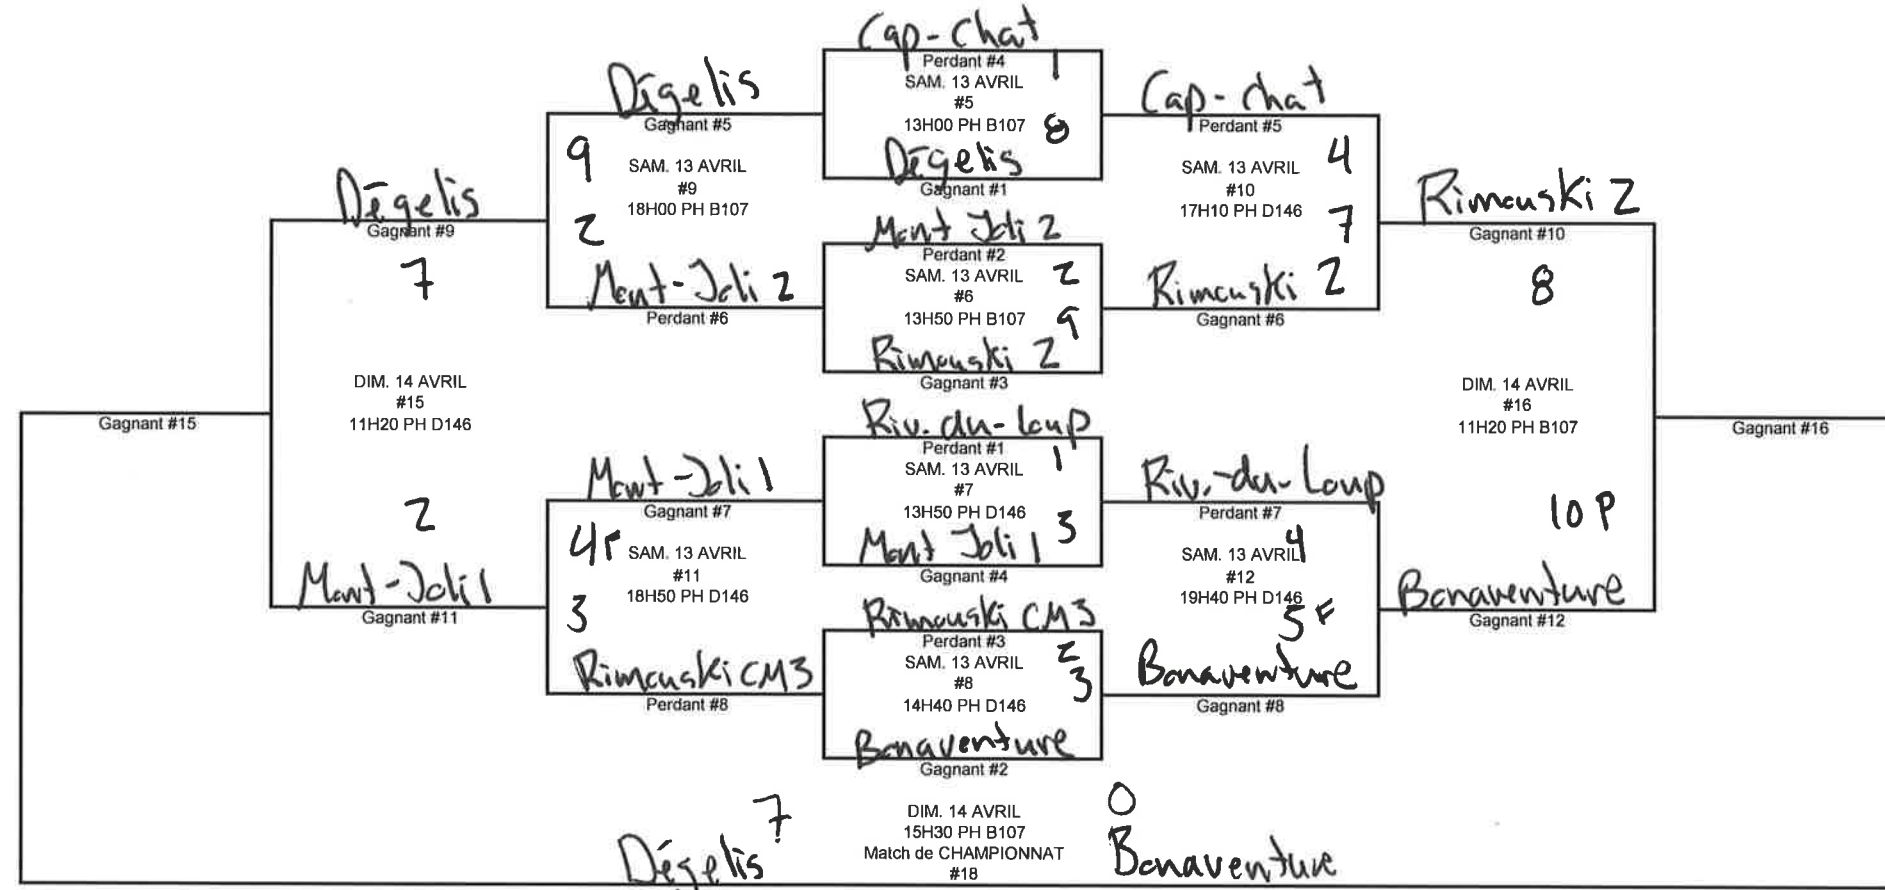 Cap-Chat
Perdant #4
1
SAM. 13 AVRIL
#5
13H00 PH B107
8
Dégelis
Gagnant #1
Dégelis
Gagnant #5
9
SAM. 13 AVRIL
#9
18H00 PH B107
2
Mont-Joli 2
Perdant #6
Cap-chat
Perdant #5
4
SAM. 13 AVRIL
#10
17H10 PH D146
7
Rimouski 2
Gagnant #6
Mont Joli 2
Perdant #2
SAM. 13 AVRIL 2
#6
13H50 PH B107 9
Rimouski 2
Gagnant #3
Dégelis
Gagnant #9
7
DIM. 14 AVRIL
#15
11H20 PH D146
2
Mont-Joli 1
Gagnant #11
Gagnant #15
Rimouski 2
Gagnant #10
8
DIM. 14 AVRIL
#16
11H20 PH B107
10 P
Bonaventure
Gagnant #12
Gagnant #16
Riv. du-Loup
Perdant #1
1
SAM. 13 AVRIL
#7
13H50 PH D146 3
Mont Joli 1
Gagnant #4
Mont-Joli 1
Gagnant #7
4
SAM. 13 AVRIL
#11
18H50 PH D146
3
Rimouski CM3
Perdant #8
Riv.-du-Loup
Perdant #7
4
SAM. 13 AVRIL
#12
19H40 PH D146
5
Bonaventure
Gagnant #8
Rimouski CM3
Perdant #3
SAM. 13 AVRIL 2
#8 3
14H40 PH D146
Bonaventure
Gagnant #2
7
DIM. 14 AVRIL
0
15H30 PH B107
Match de CHAMPIONNAT
#18
Dégelis
Bonaventure